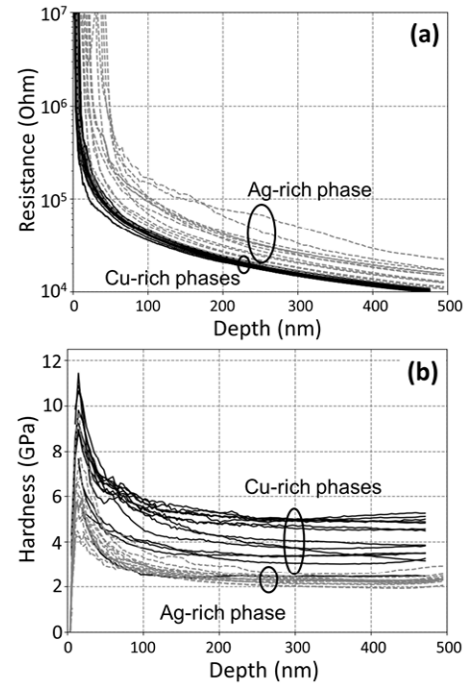 (a)
Resistance (Ohm)
10⁷
10⁶
10⁵
10⁴
Ag-rich phase
Cu-rich phases
0 100 200 300 400 500
Depth (nm)
(b)
Hardness (GPa)
12
10
8
6
4
2
0
Cu-rich phases
Ag-rich phase
0 100 200 300 400 500
Depth (nm)